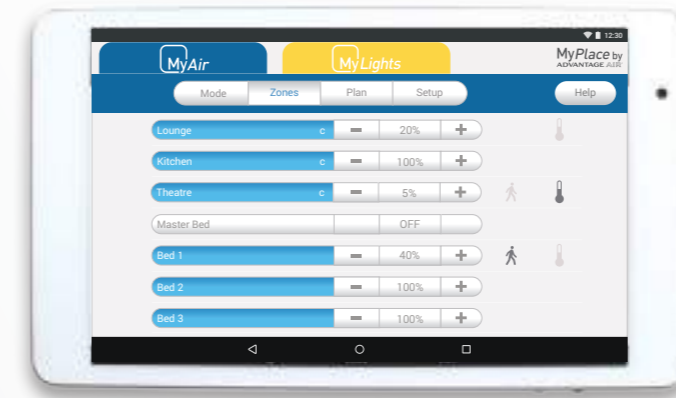 12:30
MyAir
MyLights
MyPlace by
ADVANTAGE AIR
Mode Zones Plan Setup Help
Lounge c 20%
Kitchen c 100%
Theatre c 5%
Master Bed OFF
Bed 1 40%
Bed 2 100%
Bed 3 100%